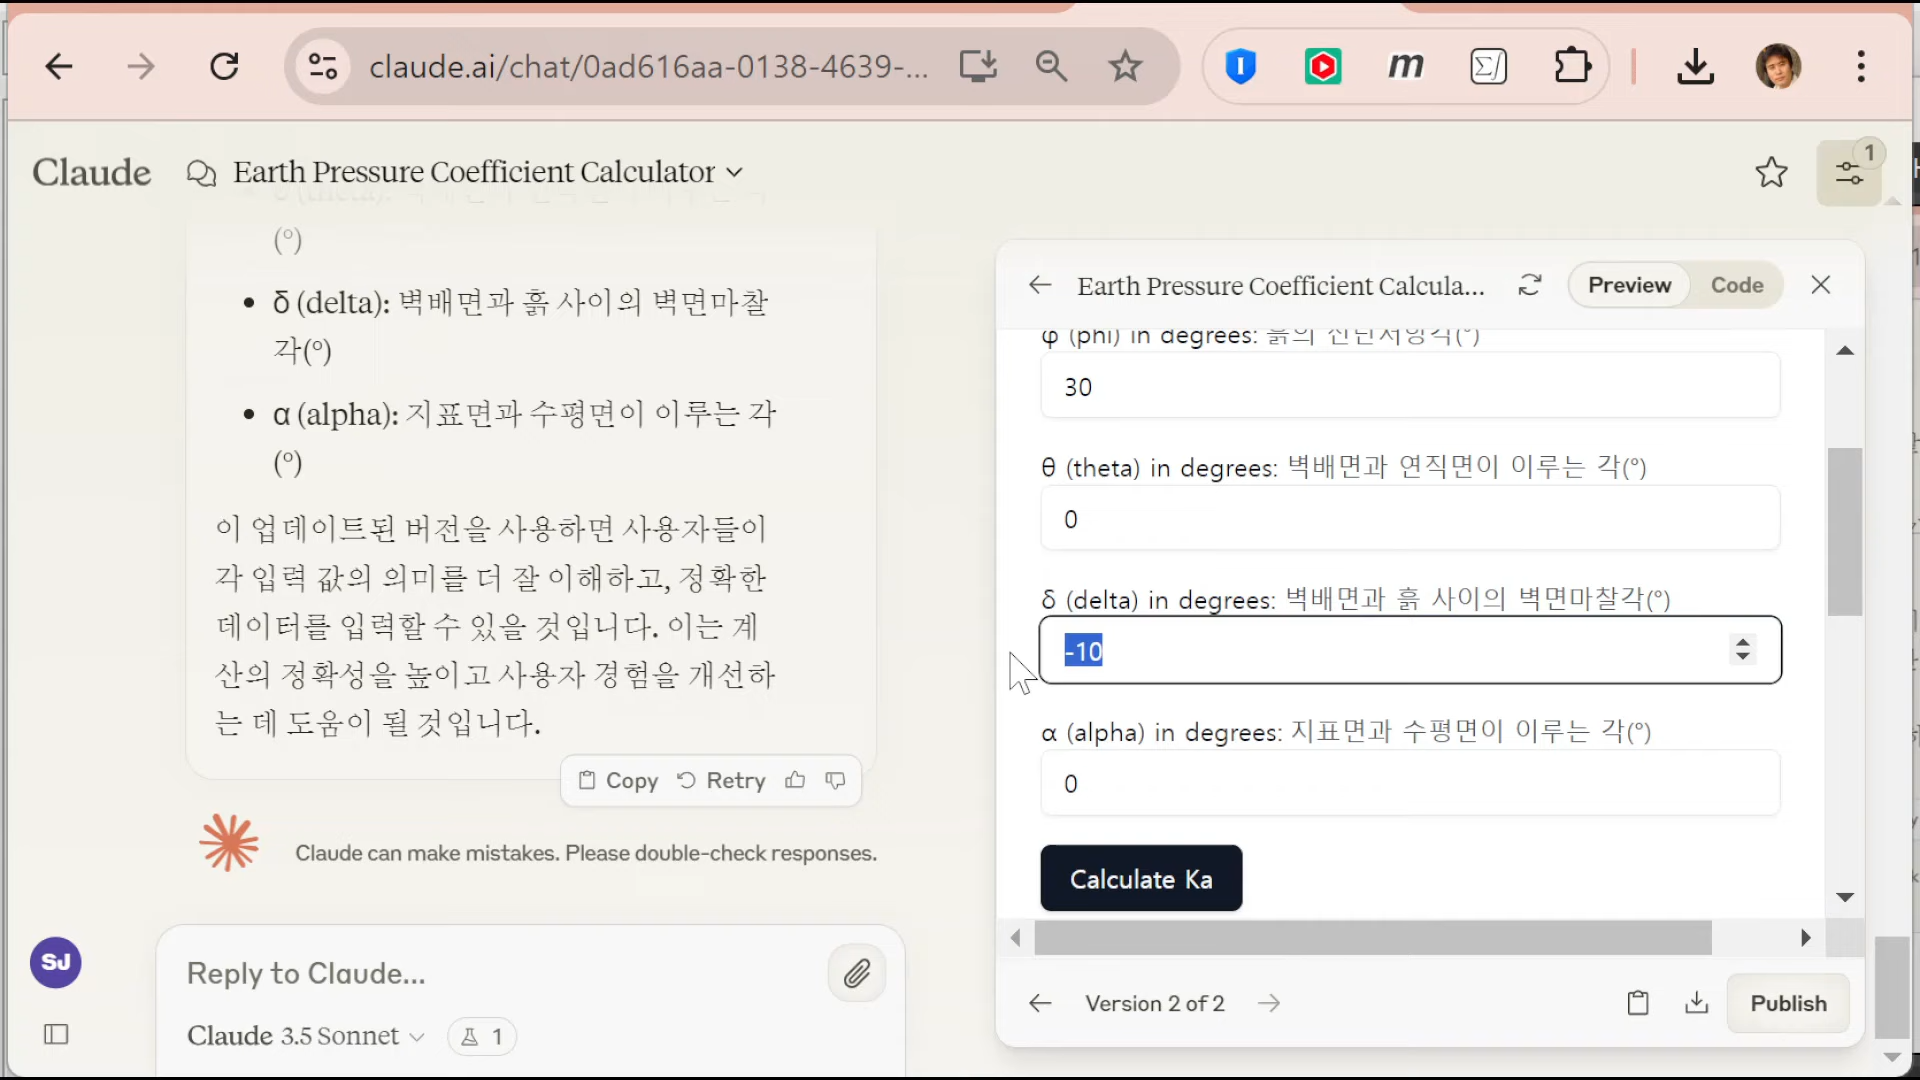 claude.ai/chat/0ad616aa-0138-4639-...
m
Claude
Earth Pressure Coefficient Calculator
1
(°)
δ (delta): 벽배면과 흙 사이의 벽면마찰
각(°)
α (alpha): 지표면과 수평면이 이루는 각
(°)
이 업데이트된 버전을 사용하면 사용자들이
각 입력 값의 의미를 더 잘 이해하고, 정확한
데이터를 입력할 수 있을 것입니다. 이는 계
산의 정확성을 높이고 사용자 경험을 개선하
는 데 도움이 될 것입니다.
Copy
Retry
Claude can make mistakes. Please double-check responses.
SJ
Reply to Claude...
Claude 3.5 Sonnet
1
Earth Pressure Coefficient Calcula...
Preview
Code
φ (phi) in degrees: 흙의 전단저항각(°)
30
θ (theta) in degrees: 벽배면과 연직면이 이루는 각(°)
0
δ (delta) in degrees: 벽배면과 흙 사이의 벽면마찰각(°)
-10
α (alpha) in degrees: 지표면과 수평면이 이루는 각(°)
0
Calculate Ka
Version 2 of 2
Publish